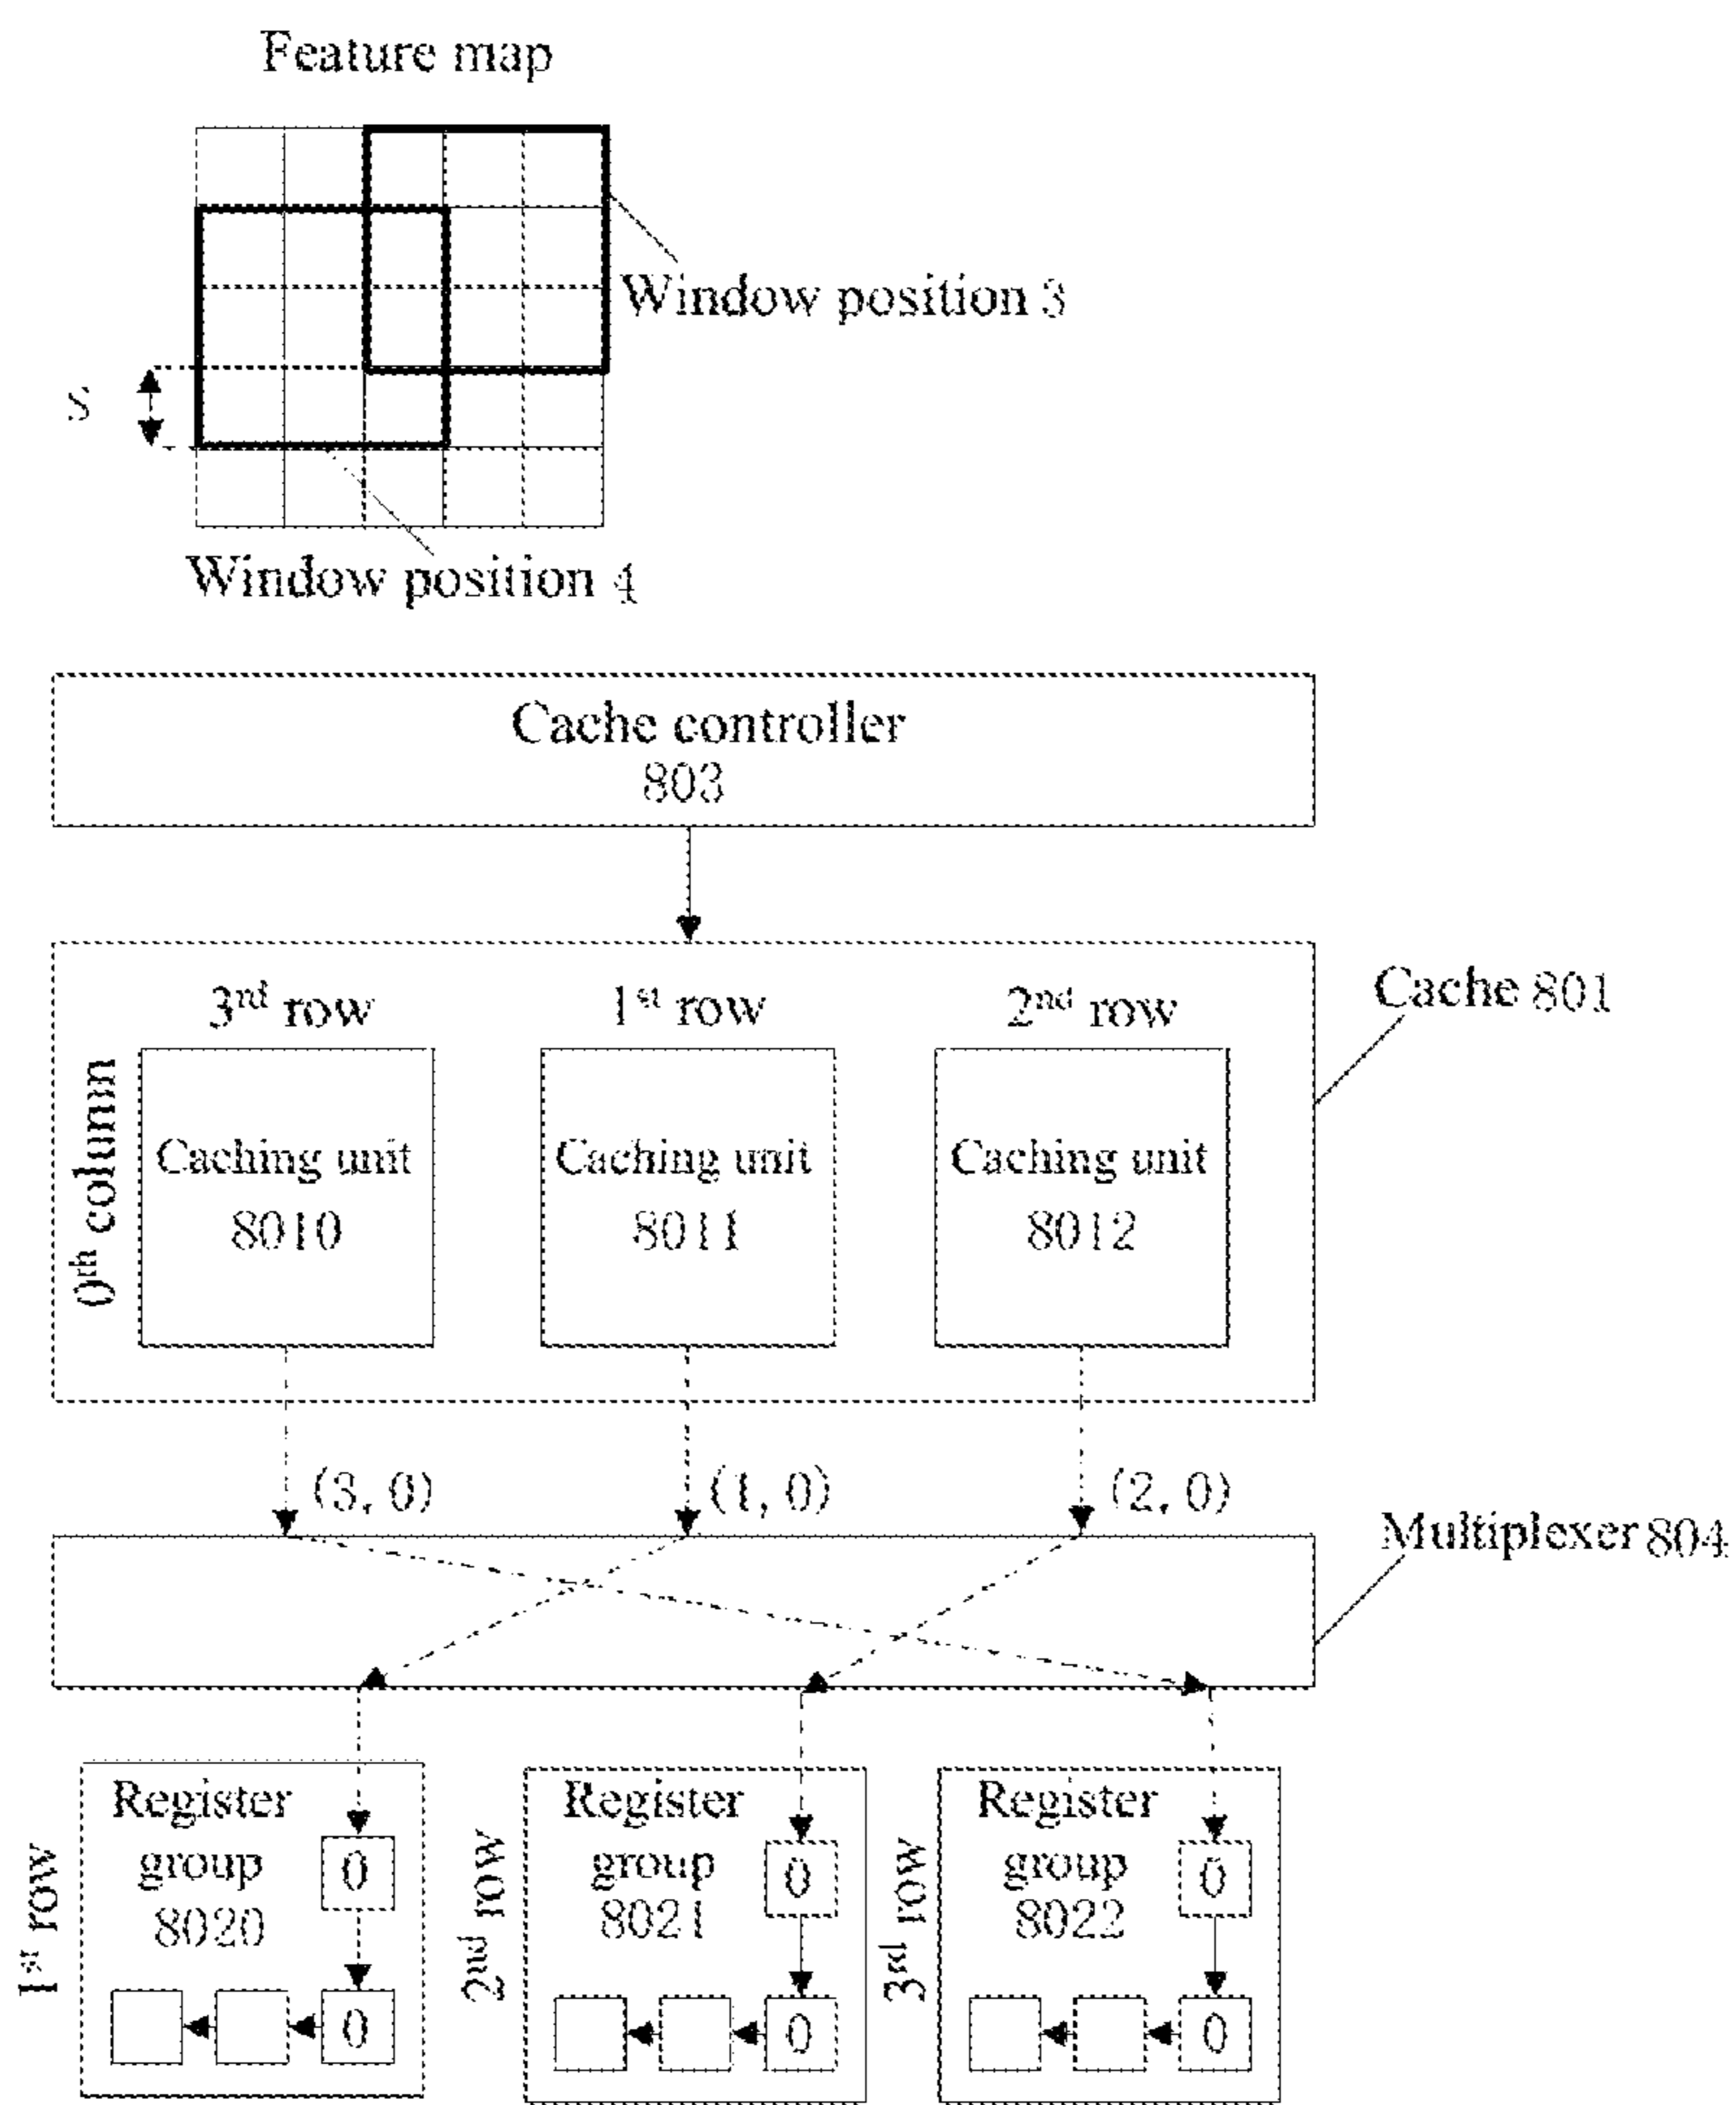 Feature map
Window position 3
S
Window position 4
Cache controller
803
3rd row
1st row
2nd row
Cache 801
0th column
Caching unit
8010
Caching unit
8011
Caching unit
8012
(3, 0)
(1, 0)
(2, 0)
Multiplexer 804
1st row
Register
group
8020
0
0
2nd row
Register
group
8021
0
0
3rd row
Register
group
8022
0
0